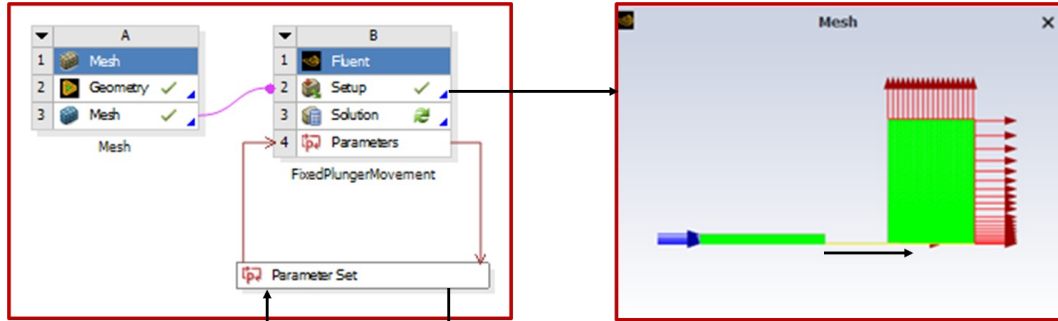 A
1 Mesh
2 Geometry
3 Mesh
Mesh
B
1 Fluent
2 Setup
3 Solution
4 Parameters
FixedPlungerMovement
Parameter Set
Mesh